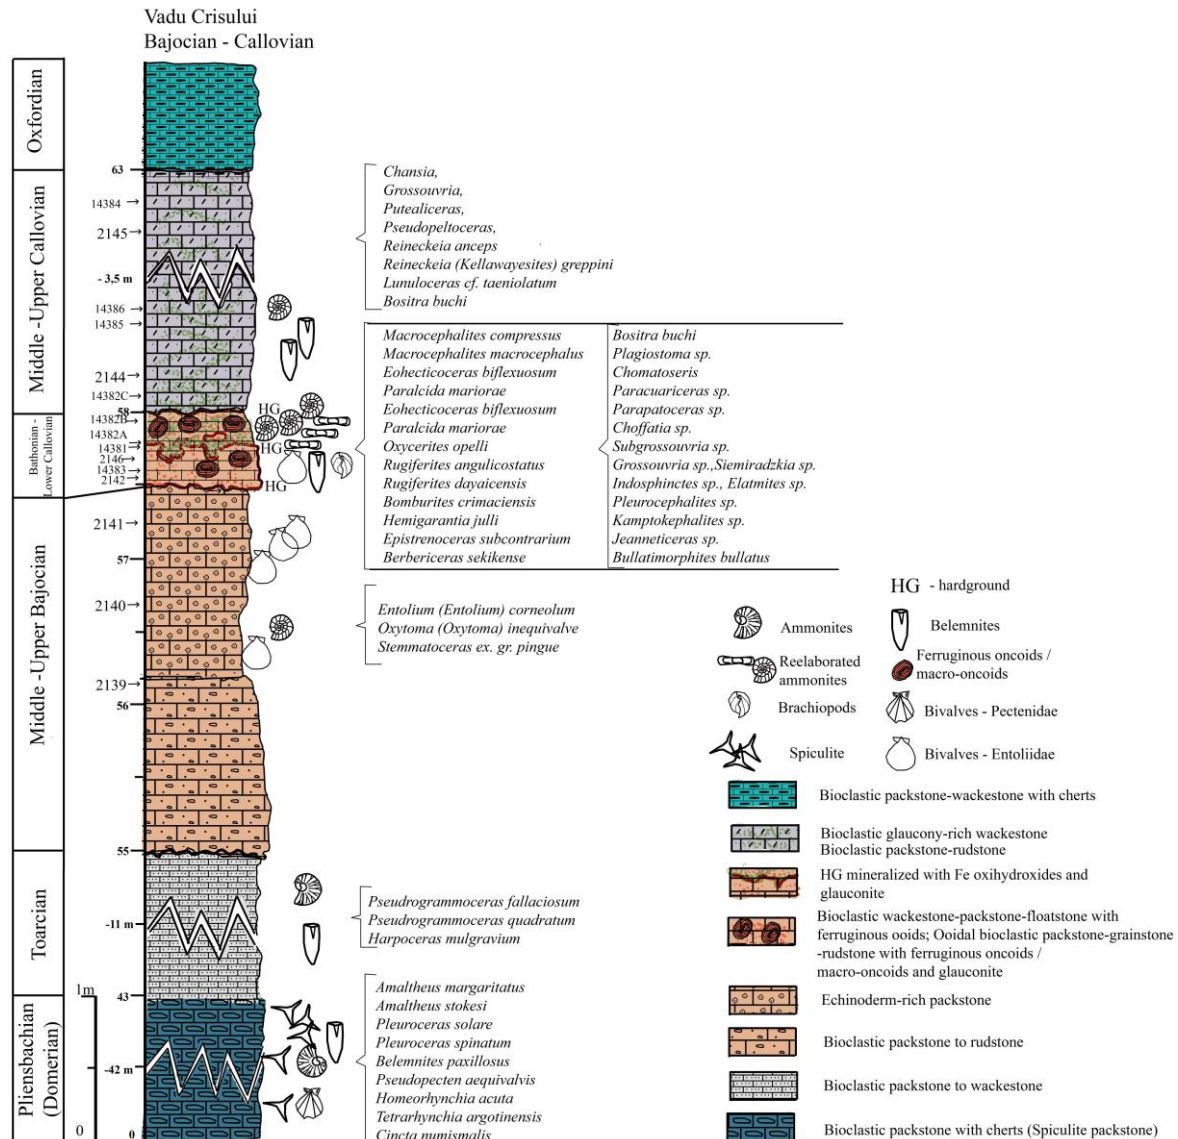 Vadu Crisului
Bajocian - Callovian
Oxfordian
Middle -Upper Callovian
Bathonian -
Lower Callovian
Middle -Upper Bajocian
Toarcian
Pliensbachian
(Domerian)
63
14384
2145
- 3,5 m
14386
14385
2144
14382C
58
14382B
14382A
14381
2146
14383
2142
2141
57
2140
2139
56
55
-11 m
1m
43
-42 m
0
0
HG
HG
HG
Chansia,
Grossouvria,
Putealiceras,
Pseudopeltoceras,
Reineckeia anceps
Reineckeia (Kellawayesites) greppini
Lunuloceras cf. taeniolatum
Bositra buchi
Macrocephalites compressus
Macrocephalites macrocephalus
Eohecticoceras biflexuosum
Paralcida mariorae
Eohecticoceras biflexuosum
Paralcida mariorae
Oxycerites opelli
Rugiferites angulicostatus
Rugiferites dayaicensis
Bomburites crimaciensis
Hemigarantia julli
Epistrenoceras subcontrarium
Berbericeras sekikense
Bositra buchi
Plagiostoma sp.
Chomatoseris
Paracuariceras sp.
Parapatoceras sp.
Choffatia sp.
Subgrossouvria sp.
Grossouvria sp.,Siemiradzkia sp.
Indosphinctes sp., Elatmites sp.
Pleurocephalites sp.
Kamptokephalites sp.
Jeanneticeras sp.
Bullatimorphites bullatus
Entolium (Entolium) corneolum
Oxytoma (Oxytoma) inequivalve
Stemmatoceras ex. gr. pingue
Pseudrogrammoceras fallaciosum
Pseudrogrammoceras quadratum
Harpoceras mulgravium
Amaltheus margaritatus
Amaltheus stokesi
Pleuroceras solare
Pleuroceras spinatum
Belemnites paxillosus
Pseudopecten aequivalvis
Homeorhynchia acuta
Tetrarhynchia argotinensis
Cincta numismalis
HG - hardground
Ammonites
Belemnites
Reelaborated
ammonites
Ferruginous oncoids /
macro-oncoids
Brachiopods
Bivalves - Pectenidae
Spiculite
Bivalves - Entoliidae
Bioclastic packstone-wackestone with cherts
Bioclastic glaucony-rich wackestone
Bioclastic packstone-rudstone
HG mineralized with Fe oxihydroxides and
glauconite
Bioclastic wackestone-packstone-floatstone with
ferruginous ooids; Ooidal bioclastic packstone-grainstone
-rudstone with ferruginous oncoids /
macro-oncoids and glauconite
Echinoderm-rich packstone
Bioclastic packstone to rudstone
Bioclastic packstone to wackestone
Bioclastic packstone with cherts (Spiculite packstone)